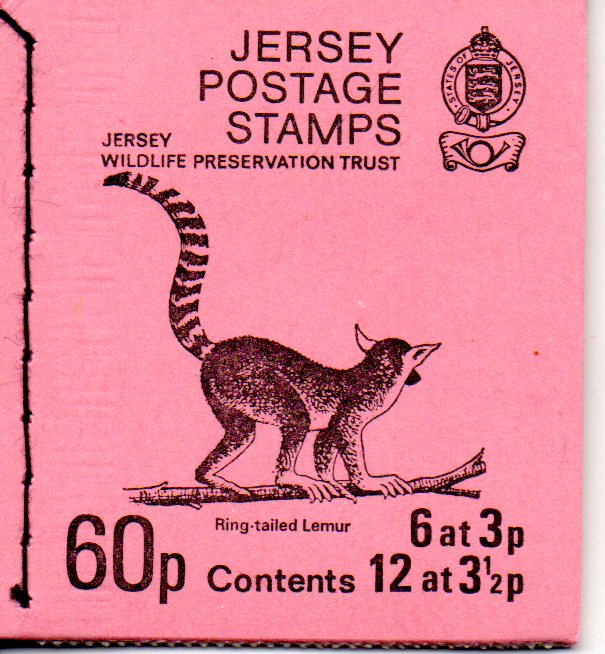 JERSEY
POSTAGE
STAMPS
STATES OF JERSEY
JERSEY
WILDLIFE PRESERVATION TRUST
Ring-tailed Lemur
60p Contents 6 at 3p
12 at 3½p